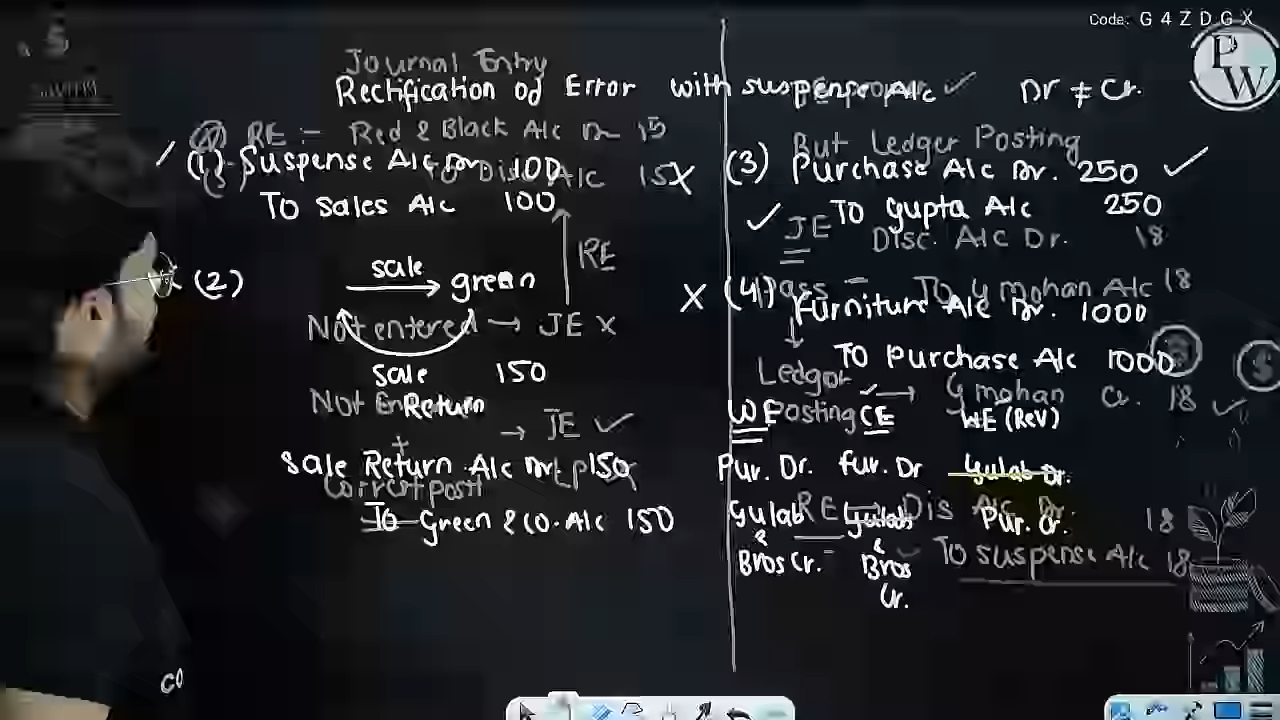 Code: G 4 Z D G X
PW
Journal Entry
Rectification of Error with suspense A/c ✓ Dr ≠ Cr.
RE :- Red & Black A/c Dr 15
To Disc A/c 15
(1) Suspense A/c Dr 100
To Sales A/c 100
RE
(2) sale → green
Not entered → JE X
sale 150
Return
→ JE ✓
Sale Return A/c Dr 150
To Green & Co. A/c 150
But Ledger Posting
X (3) Purchase A/c Dr. 250 ✓
✓ To Gupta A/c 250
JE Disc. A/c Dr. 18
To Y mohan A/c 18
X (4) Furniture A/c Dr. 1000
To Purchase A/c 1000
Ledger
Posting → Y mohan Cr. 18 ✓
WE CE WE (Rev)
Pur. Dr. fur. Dr Gulab Dr.
Gulab & Bros Cr. Gulab & Bros Cr. Pur. Cr.
RE → Dis A/c Dr. 18
To suspense A/c 18
CO